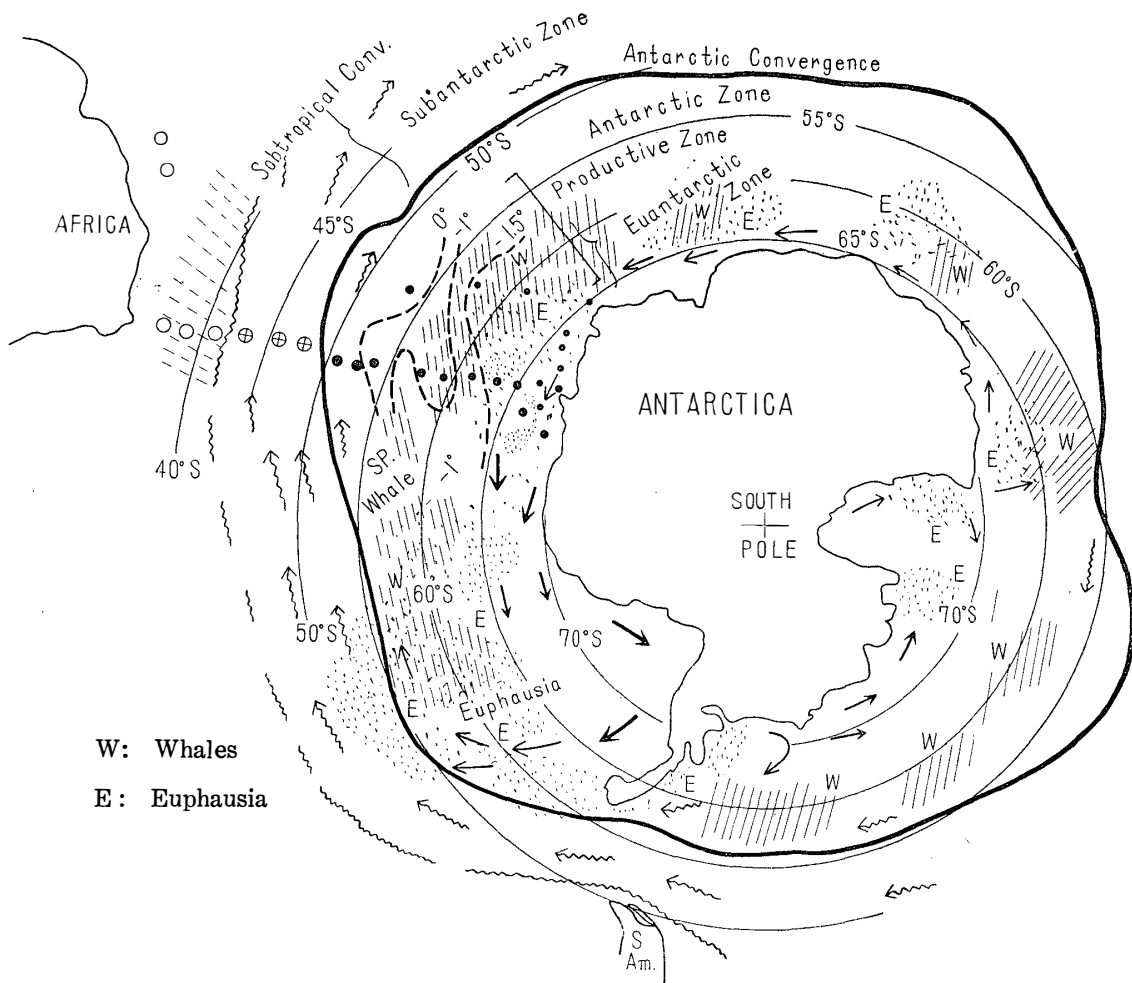 Antarctic Convergence
Subantarctic Zone
Sobtropical Conv.
Antarctic Zone
55°S
50°S
Productive Zone
Euantarctic Zone
W
E
E
AFRICA
45°S
0°
-1°
-1.5°
W
65°S
W
60°S
E
ANTARCTICA
40°S
SP.
Whale
-1°
W
E
SOUTH
POLE
E
W
60°S
E
E
50°S
70°S
70°S
W
E
Euphausia
E
W
E
W
W: Whales
E: Euphausia
S
Am.